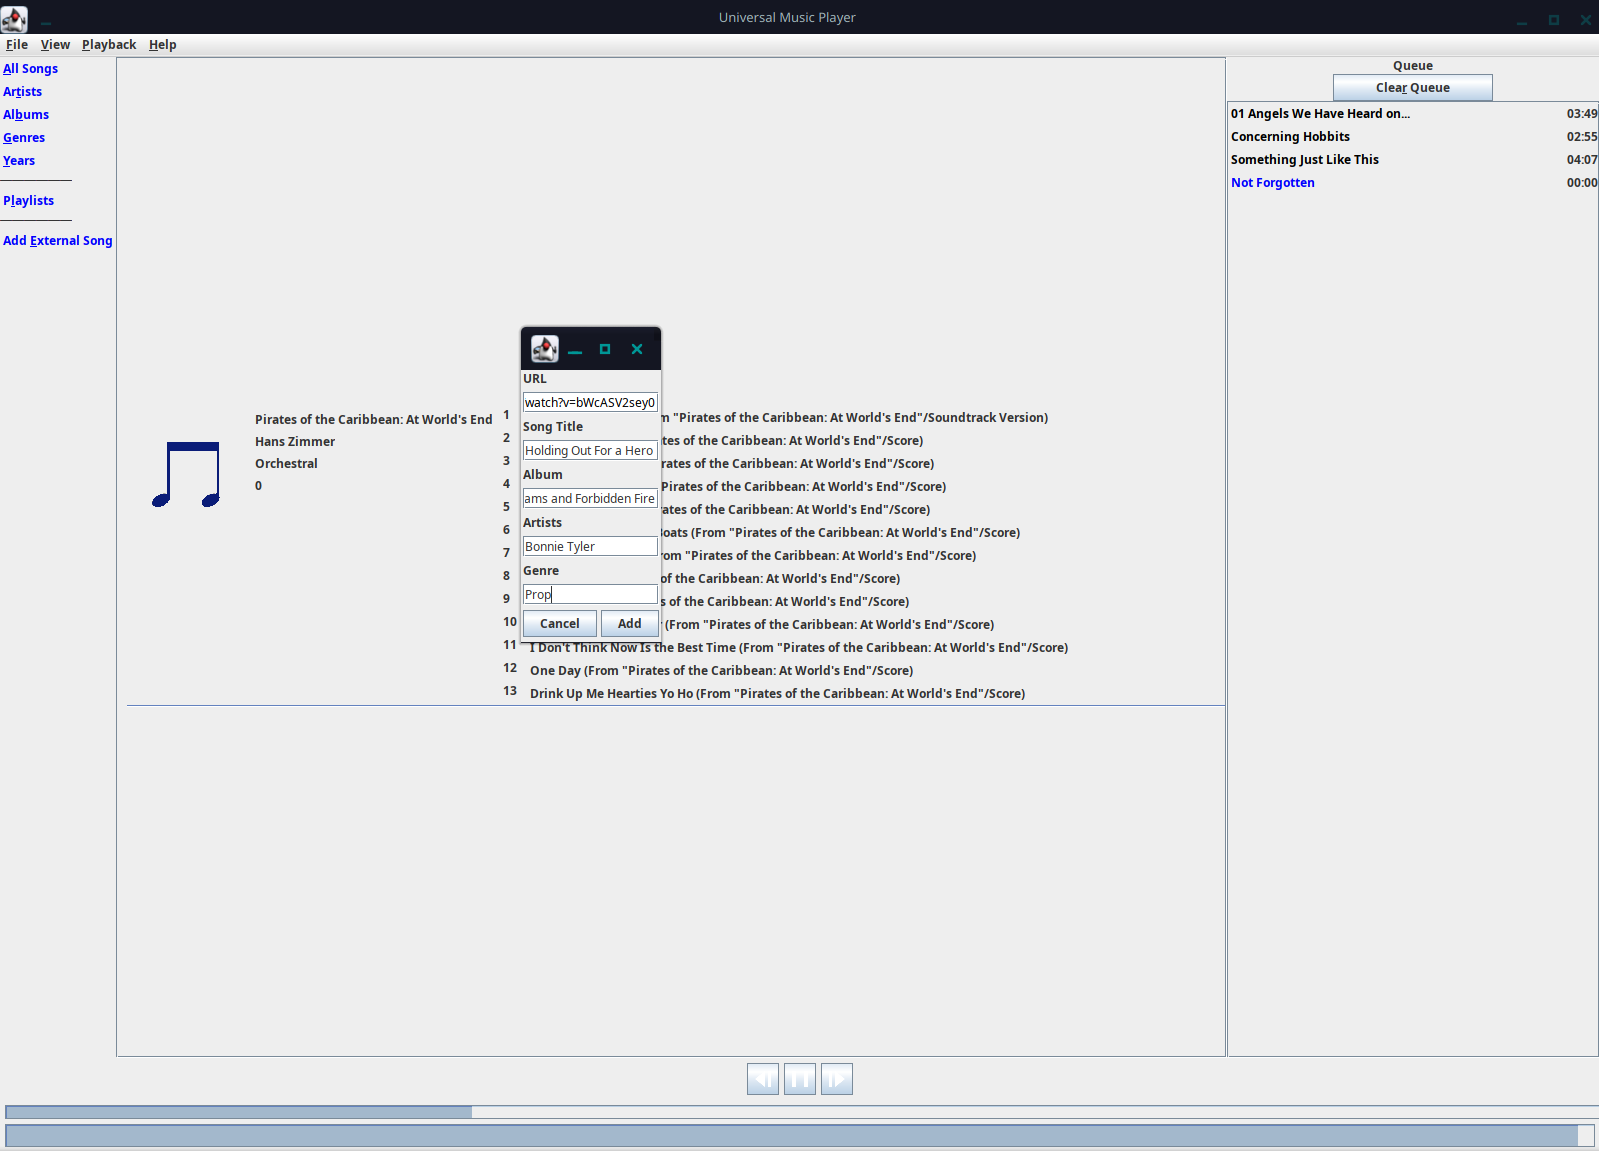 Universal Music Player
File View Playback Help
All Songs
Artists
Albums
Genres
Years
Playlists
Add External Song
Pirates of the Caribbean: At World's End
Hans Zimmer
Orchestral
0
1 "Pirates of the Caribbean: At World's End"/Soundtrack Version)
2 of the Caribbean: At World's End"/Score)
3 of the Caribbean: At World's End"/Score)
4 Pirates of the Caribbean: At World's End"/Score)
5 of the Caribbean: At World's End"/Score)
6 (From "Pirates of the Caribbean: At World's End"/Score)
7 "Pirates of the Caribbean: At World's End"/Score)
8 of the Caribbean: At World's End"/Score)
9 of the Caribbean: At World's End"/Score)
10 (From "Pirates of the Caribbean: At World's End"/Score)
11 I Don't Think Now Is the Best Time (From "Pirates of the Caribbean: At World's End"/Score)
12 One Day (From "Pirates of the Caribbean: At World's End"/Score)
13 Drink Up Me Hearties Yo Ho (From "Pirates of the Caribbean: At World's End"/Score)
URL
watch?v=bWcASV2sey0
Song Title
Holding Out For a Hero
Album
ams and Forbidden Fire
Artists
Bonnie Tyler
Genre
Prop
Cancel Add
Queue
Clear Queue
01 Angels We Have Heard on... 03:49
Concerning Hobbits 02:55
Something Just Like This 04:07
Not Forgotten 00:00